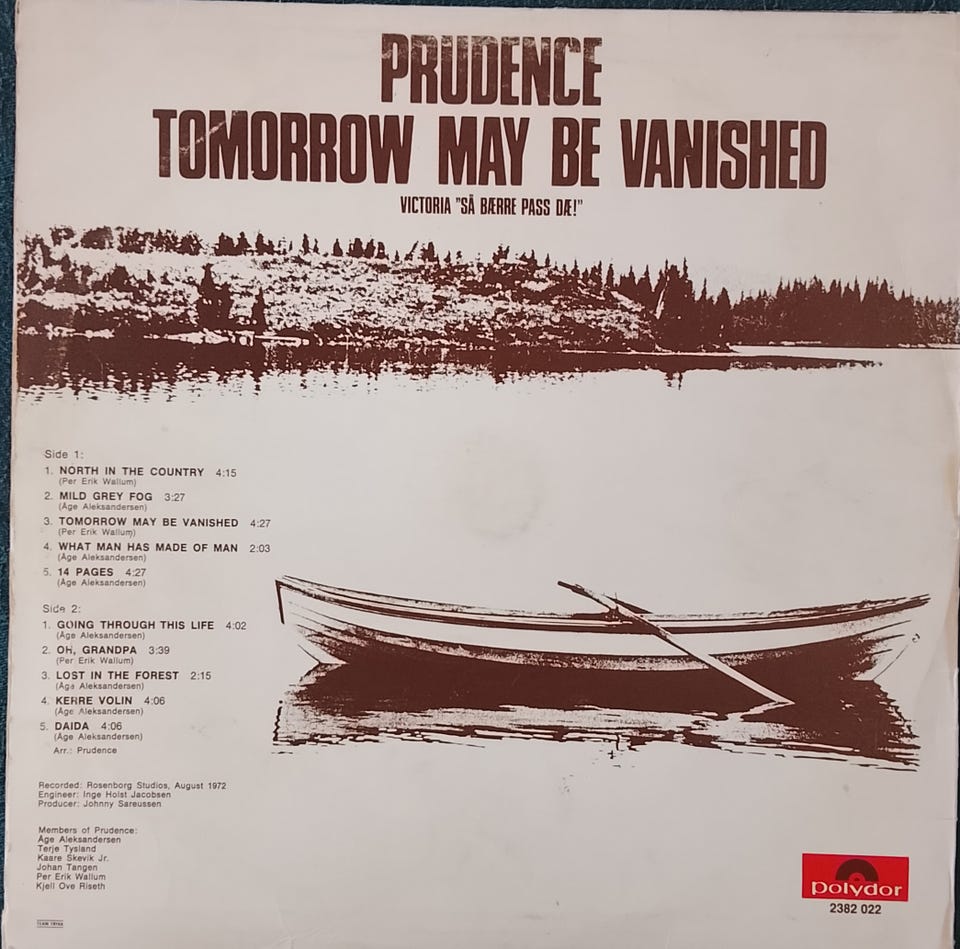 PRUDENCE
TOMORROW MAY BE VANISHED
VICTORIA "SÅ BÆRRE PASS DÆ!"
Side 1:
1. NORTH IN THE COUNTRY 4:15
(Per Erik Wallum)
2. MILD GREY FOG 3:27
(Åge Aleksandersen)
3. TOMORROW MAY BE VANISHED 4:27
(Per Erik Wallum)
4. WHAT MAN HAS MADE OF MAN 2:03
(Åge Aleksandersen)
5. 14 PAGES 4:27
(Åge Aleksandersen)
Side 2:
1. GOING THROUGH THIS LIFE 4:02
(Åge Aleksandersen)
2. OH, GRANDPA 3:39
(Per Erik Wallum)
3. LOST IN THE FOREST 2:15
(Åge Aleksandersen)
4. KERRE VOLIN 4:06
(Åge Aleksandersen)
5. DAIDA 4:06
(Åge Aleksandersen)
Arr.: Prudence
Recorded: Rosenborg Studios, August 1972
Engineer: Inge Holst Jacobsen
Producer: Johnny Sareussen
Members of Prudence:
Åge Aleksandersen
Terje Tysland
Kaare Skevik Jr.
Johan Tangen
Per Erik Wallum
Kjell Ove Riseth
polydor
2382 022